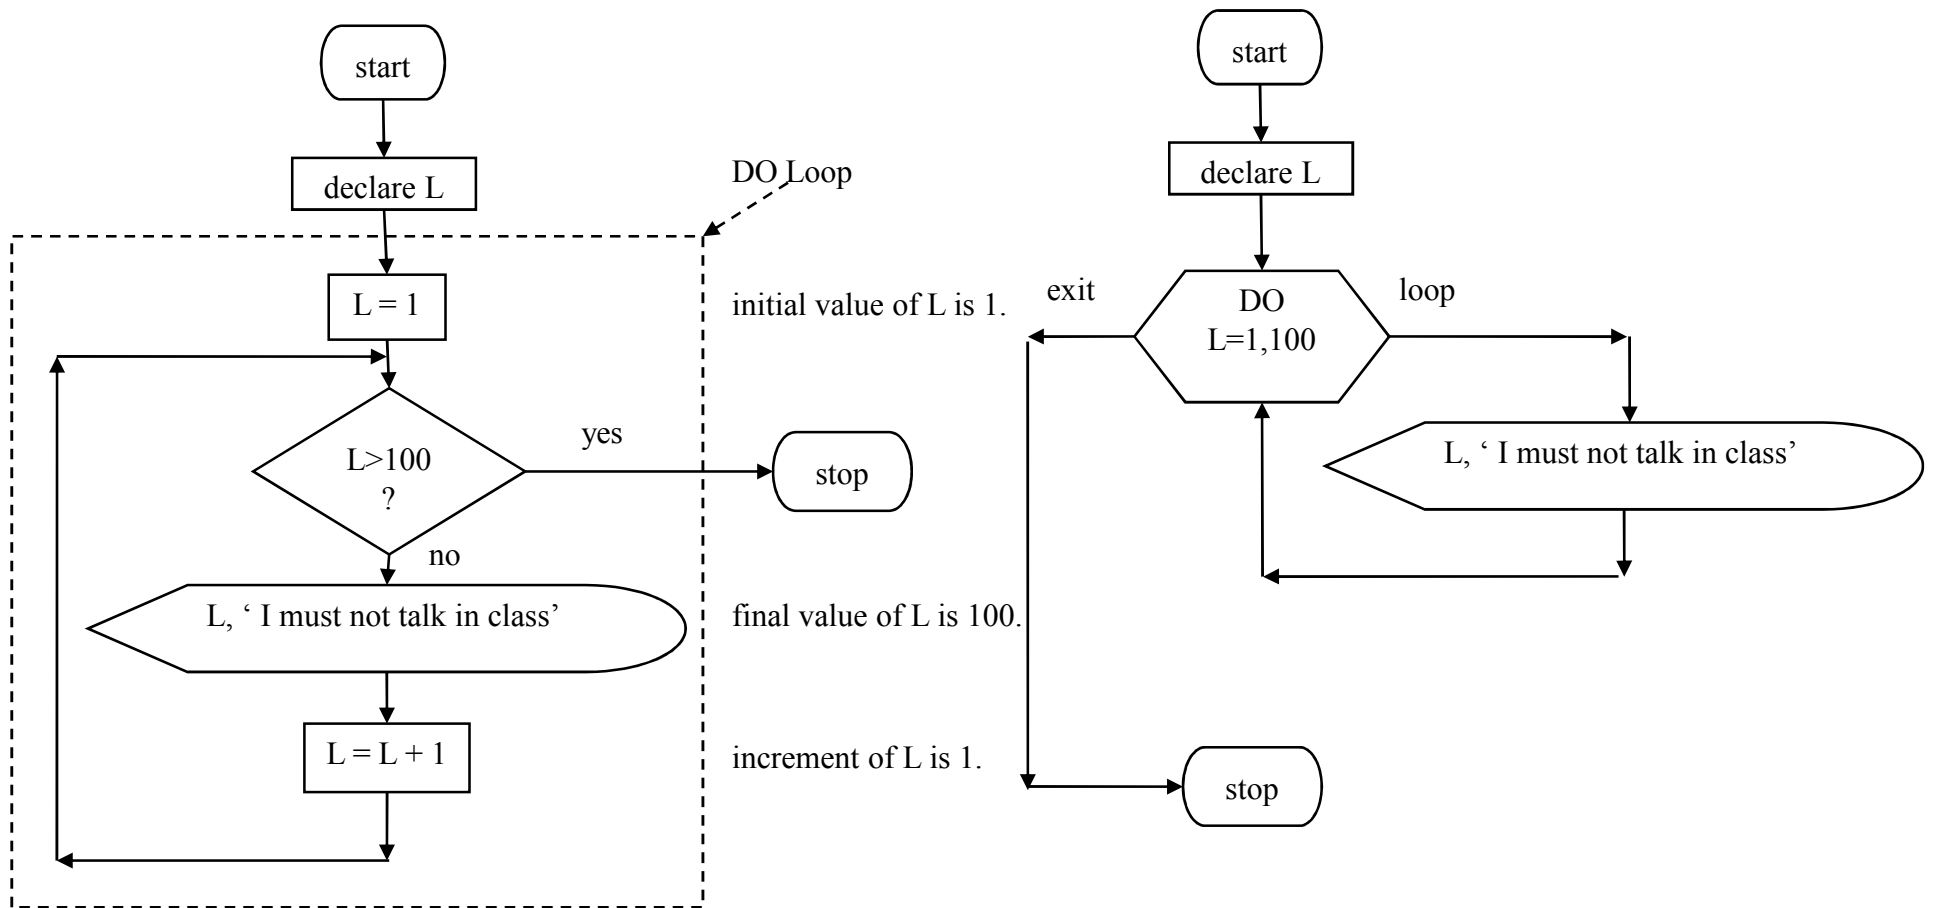 start
declare L
DO Loop
L = 1
initial value of L is 1.
L>100
?
yes
stop
no
L, ‘ I must not talk in class’
final value of L is 100.
L = L + 1
increment of L is 1.
start
declare L
exit
DO
L=1,100
loop
L, ‘ I must not talk in class’
stop